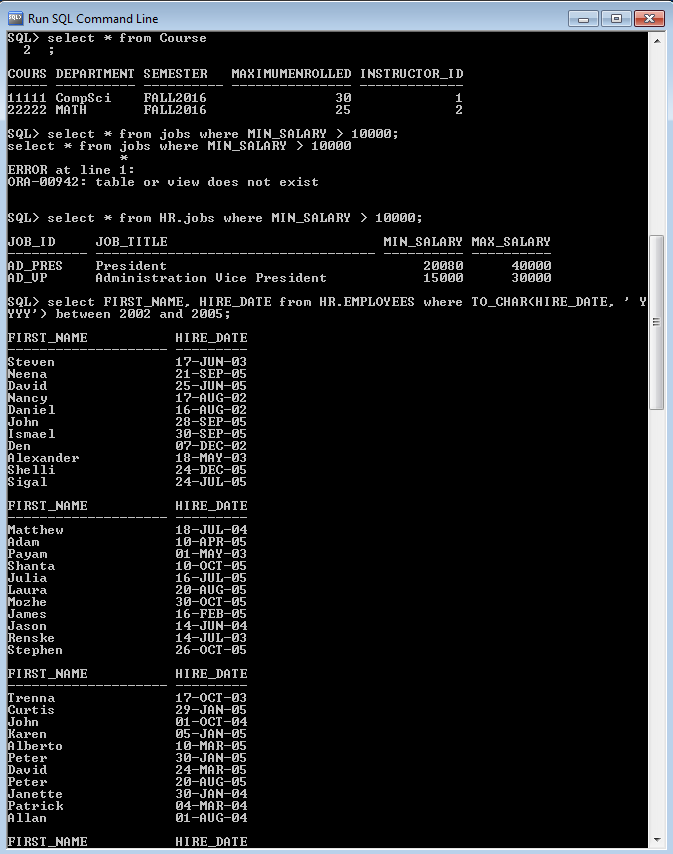 Run SQL Command Line
SQL> select * from Course
  2  ;
COURS DEPARTMENT SEMESTER   MAXIMUMENROLLED INSTRUCTOR_ID
----- ---------- ---------- --------------- -------------
11111 CompSci    FALL2016                30             1
22222 MATH       FALL2016                25             2
SQL> select * from jobs where MIN_SALARY > 10000;
select * from jobs where MIN_SALARY > 10000
              *
ERROR at line 1:
ORA-00942: table or view does not exist
SQL> select * from HR.jobs where MIN_SALARY > 10000;
JOB_ID     JOB_TITLE                           MIN_SALARY MAX_SALARY
---------- ----------------------------------- ---------- ----------
AD_PRES    President                                20080      40000
AD_VP      Administration Vice President            15000      30000
SQL> select FIRST_NAME, HIRE_DATE from HR.EMPLOYEES where TO_CHAR(HIRE_DATE, ' Y
YYY') between 2002 and 2005;
FIRST_NAME           HIRE_DATE
-------------------- ---------
Steven               17-JUN-03
Neena                21-SEP-05
David                25-JUN-05
Nancy                17-AUG-02
Daniel               16-AUG-02
John                 28-SEP-05
Ismael               30-SEP-05
Den                  07-DEC-02
Alexander            18-MAY-03
Shelli               24-DEC-05
Sigal                24-JUL-05
FIRST_NAME           HIRE_DATE
-------------------- ---------
Matthew              18-JUL-04
Adam                 10-APR-05
Payam                01-MAY-03
Shanta               10-OCT-05
Julia                16-JUL-05
Laura                20-AUG-05
Mozhe                30-OCT-05
James                16-FEB-05
Jason                14-JUN-04
Renske               14-JUL-03
Stephen              26-OCT-05
FIRST_NAME           HIRE_DATE
-------------------- ---------
Trenna               17-OCT-03
Curtis               29-JAN-05
John                 01-OCT-04
Karen                05-JAN-05
Alberto              10-MAR-05
Peter                30-JAN-05
David                24-MAR-05
Peter                20-AUG-05
Janette              30-JAN-04
Patrick              04-MAR-04
Allan                01-AUG-04
FIRST_NAME           HIRE_DATE